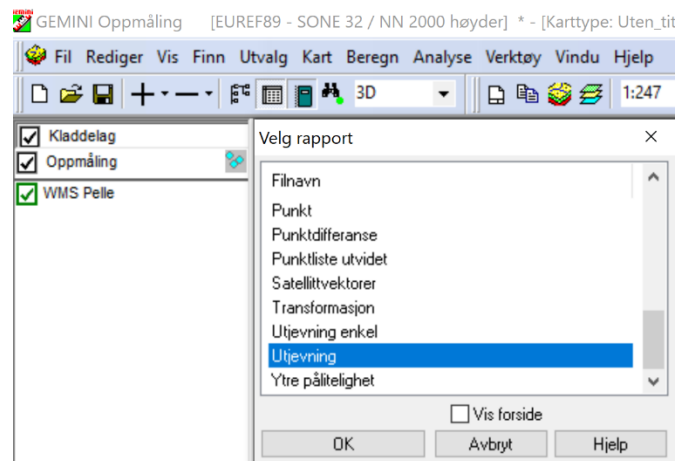 GEMINI Oppmåling [EUREF89 - SONE 32 / NN 2000 høyder] * - [Karttype: Uten_tit
Fil Rediger Vis Finn Utvalg Kart Beregn Analyse Verktøy Vindu Hjelp
3D 1:247
Kladdelag
Oppmåling
WMS Pelle
Velg rapport
Filnavn
Punkt
Punktdifferanse
Punktliste utvidet
Satellittvektorer
Transformasjon
Utjevning enkel
Utjevning
Ytre pålitelighet
Vis forside
OK Avbryt Hjelp